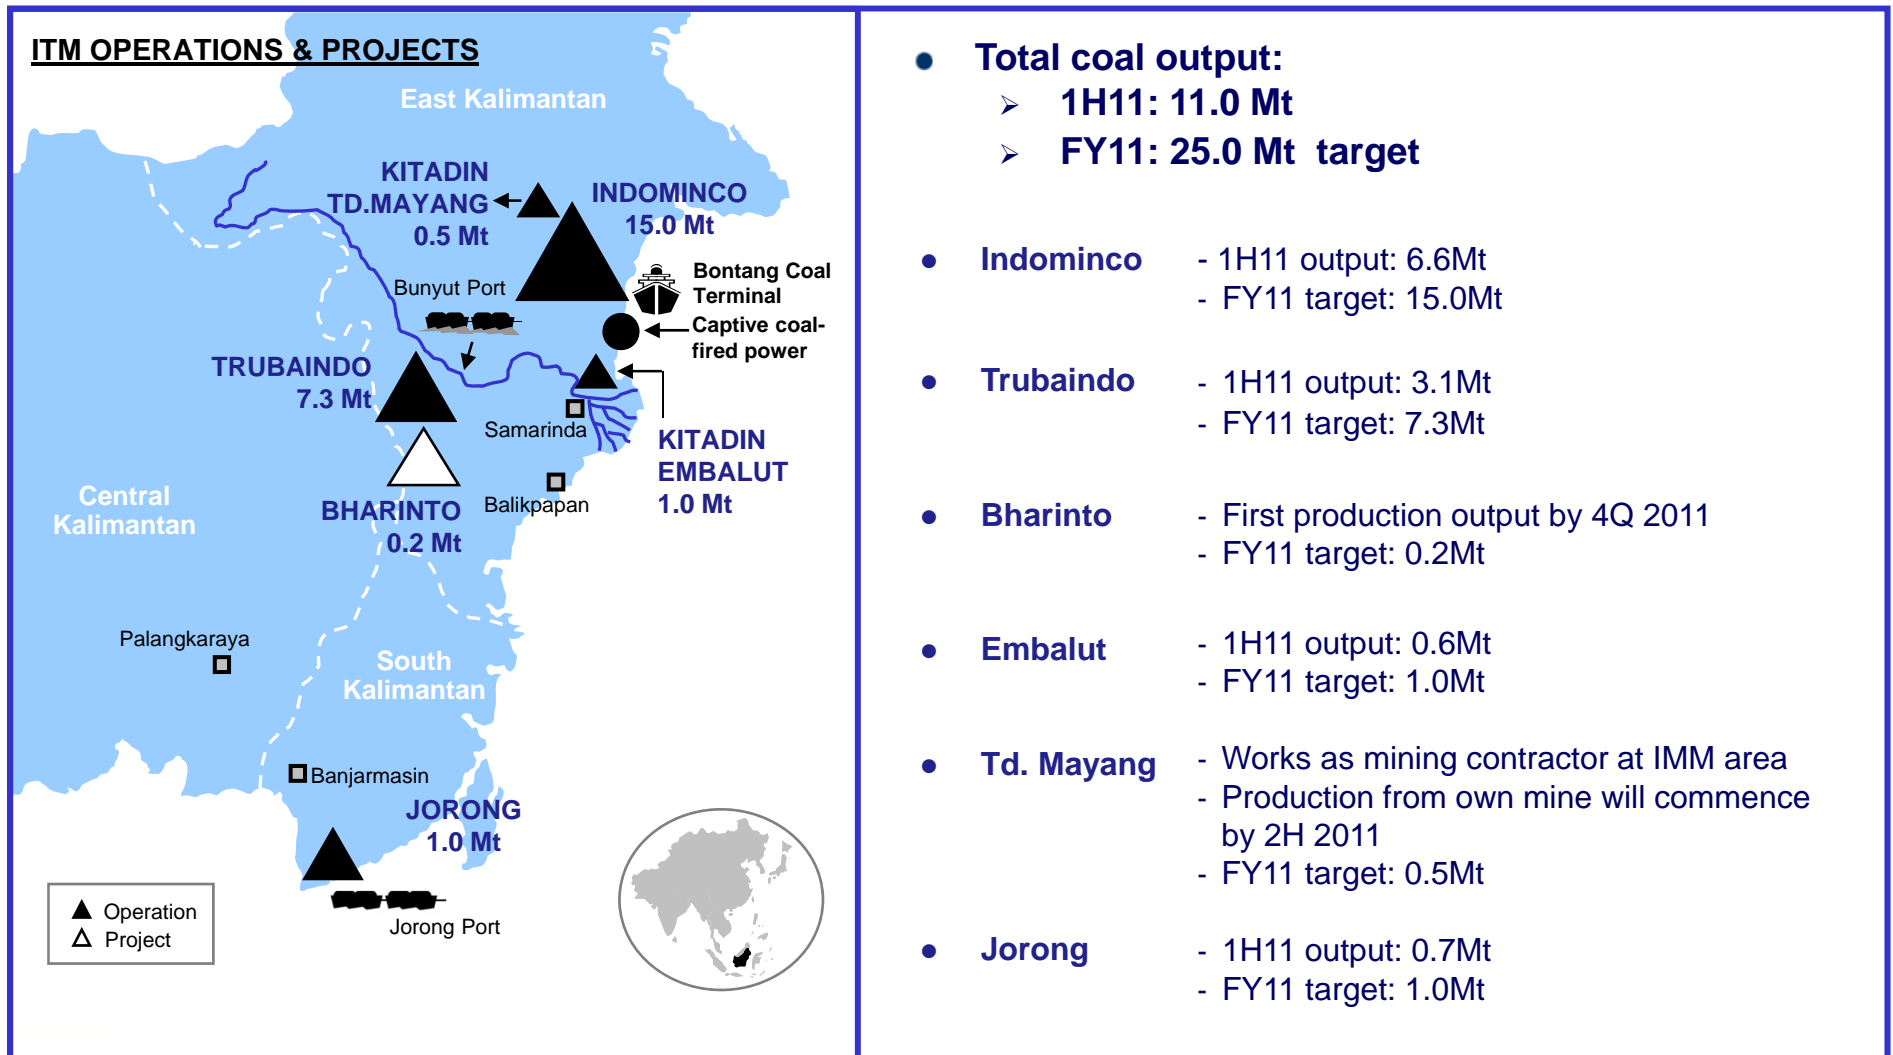 ITM OPERATIONS & PROJECTS
East Kalimantan
KITADIN
TD.MAYANG
0.5 Mt
INDOMINCO
15.0 Mt
Bunyut Port
Bontang Coal
Terminal
Captive coal-
fired power
TRUBAINDO
7.3 Mt
Samarinda
KITADIN
EMBALUT
1.0 Mt
Central
Kalimantan
BHARINTO
0.2 Mt
Balikpapan
Palangkaraya
South
Kalimantan
Banjarmasin
JORONG
1.0 Mt
Jorong Port
Operation
Project
● Total coal output:
➢ 1H11: 11.0 Mt
➢ FY11: 25.0 Mt target
● Indominco - 1H11 output: 6.6Mt
- FY11 target: 15.0Mt
● Trubaindo - 1H11 output: 3.1Mt
- FY11 target: 7.3Mt
● Bharinto - First production output by 4Q 2011
- FY11 target: 0.2Mt
● Embalut - 1H11 output: 0.6Mt
- FY11 target: 1.0Mt
● Td. Mayang - Works as mining contractor at IMM area
- Production from own mine will commence
by 2H 2011
- FY11 target: 0.5Mt
● Jorong - 1H11 output: 0.7Mt
- FY11 target: 1.0Mt